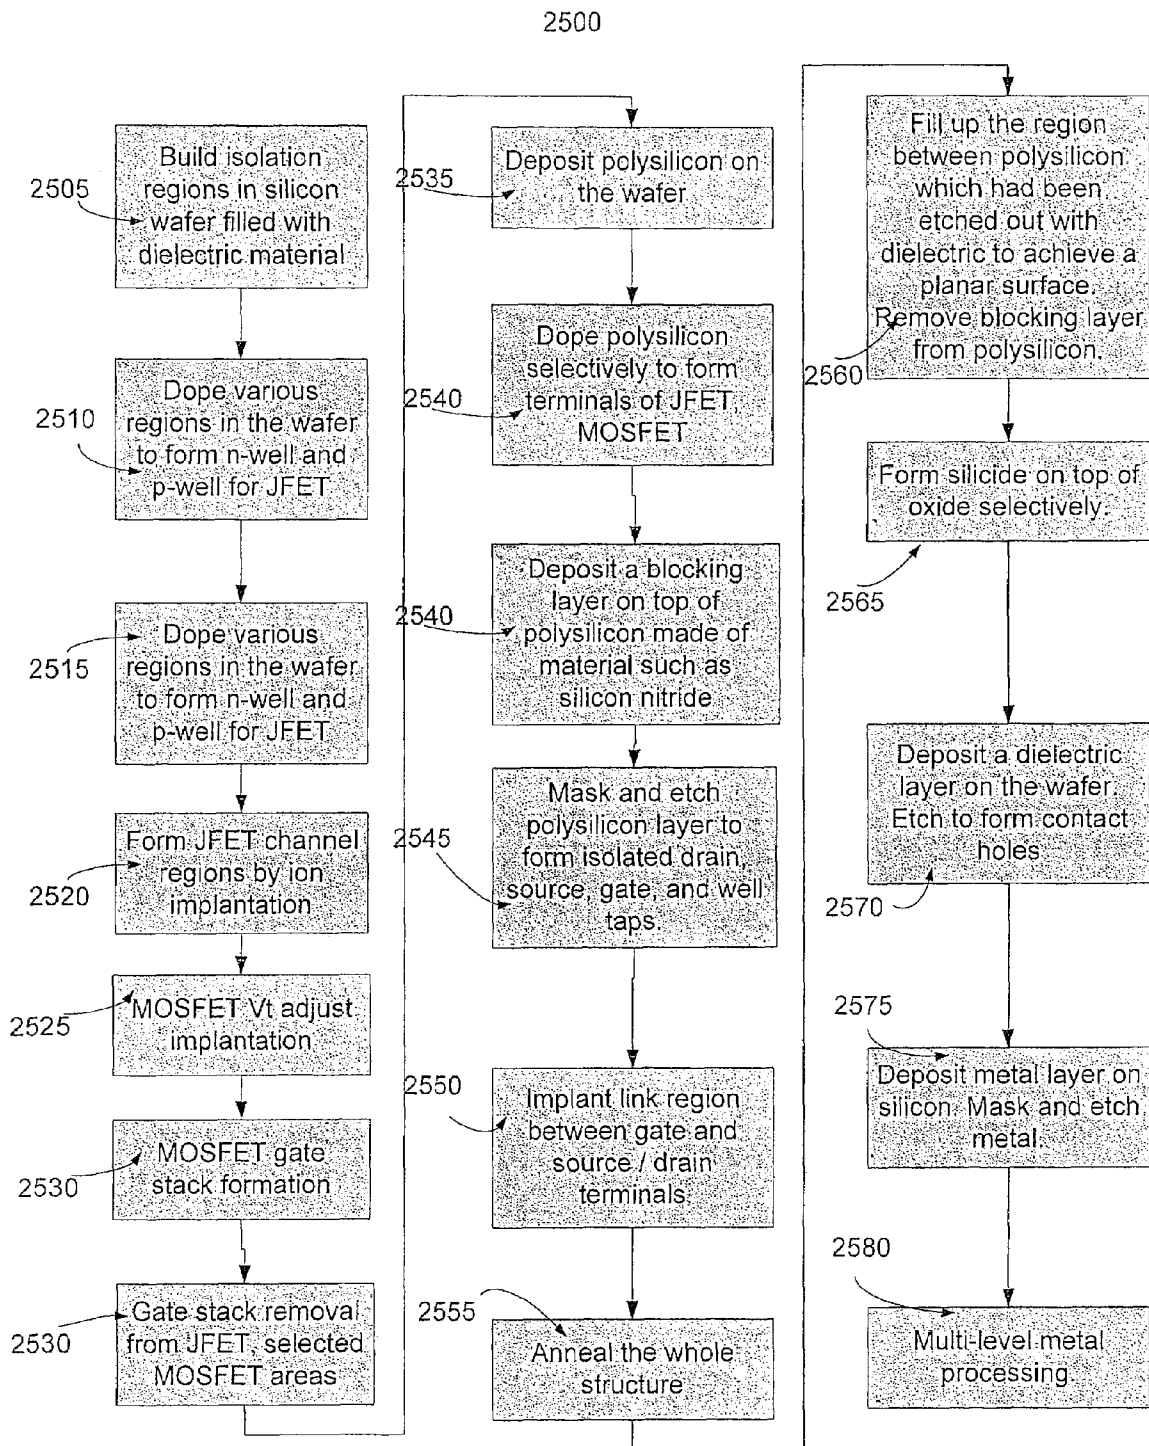 2500
2505
Build isolation
regions in silicon
wafer filled with
dielectric material
2510
Dope various
regions in the wafer
to form n-well and
p-well for JFET
2515
Dope various
regions in the wafer
to form n-well and
p-well for JFET
2520
Form JFET channel
regions by ion
implantation
2525
MOSFET Vt adjust
implantation
2530
MOSFET gate
stack formation
2530
Gate stack removal
from JFET, selected
MOSFET areas
2535
Deposit polysilicon on
the wafer
2540
Dope polysilicon
selectively to form
terminals of JFET,
MOSFET
2540
Deposit a blocking
layer on top of
polysilicon made of
material such as
silicon nitride
2545
Mask and etch
polysilicon layer to
form isolated drain,
source, gate, and well
taps.
2550
Implant link region
between gate and
source / drain
terminals
2555
Anneal the whole
structure
Fill up the region
between polysilicon
which had been
etched out with
dielectric to achieve a
planar surface.
Remove blocking layer
from polysilicon.
2560
Form silicide on top of
oxide selectively.
2565
Deposit a dielectric
layer on the wafer.
Etch to form contact
holes
2570
2575
Deposit metal layer on
silicon. Mask and etch
metal.
2580
Multi-level metal
processing.